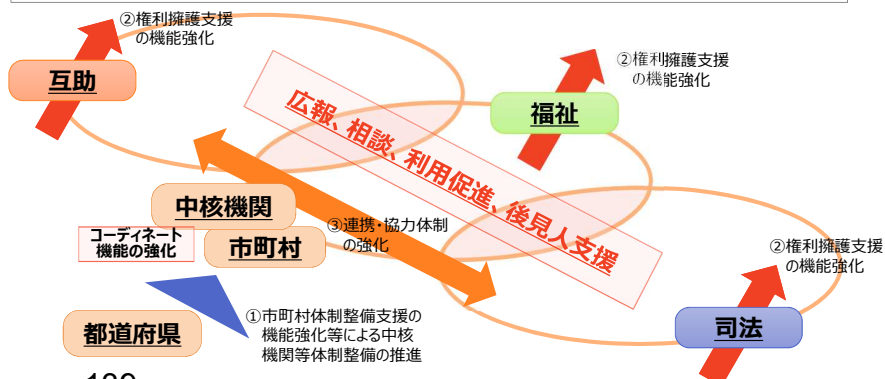 ②権利擁護支援
の機能強化
互助
②権利擁護支援
の機能強化
福祉
広報、相談、利用促進、後見人支援
中核機関
③連携・協力体制
の強化
コーディネート
機能の強化
市町村
②権利擁護支援
の機能強化
①市町村体制整備支援の
機能強化等による中核
機関等体制整備の推進
都道府県
司法